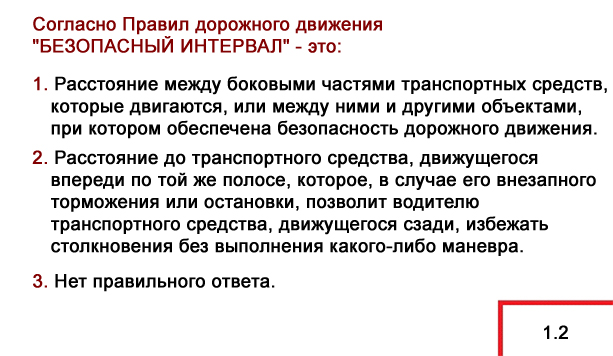 Согласно Правил дорожного движения
"БЕЗОПАСНЫЙ ИНТЕРВАЛ" - это:
1. Расстояние между боковыми частями транспортных средств,
которые двигаются, или между ними и другими объектами,
при котором обеспечена безопасность дорожного движения.
2. Расстояние до транспортного средства, движущегося
впереди по той же полосе, которое, в случае его внезапного
торможения или остановки, позволит водителю
транспортного средства, движущегося сзади, избежать
столкновения без выполнения какого-либо маневра.
3. Нет правильного ответа.
1.2